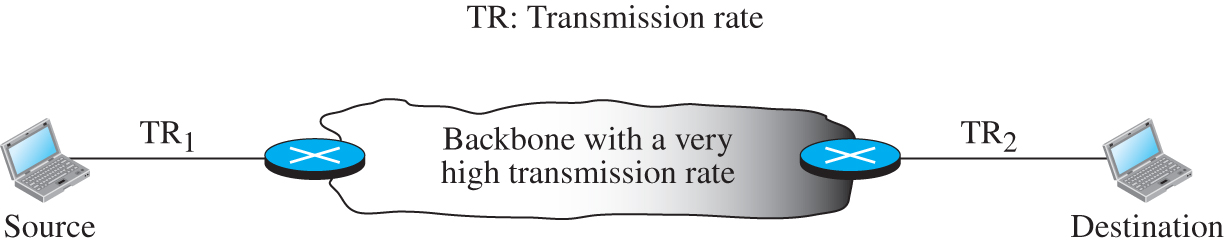 TR: Transmission rate
TR₁
Backbone with a very
high transmission rate
TR₂
Source
Destination